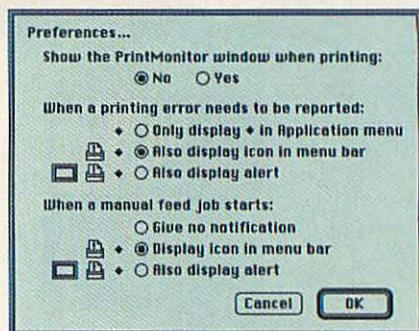 Preferences...
Show the PrintMonitor window when printing:
No Yes
When a printing error needs to be reported:
Only display ♦ in Application menu
Also display icon in menu bar
Also display alert
When a manual feed job starts:
Give no notification
Display icon in menu bar
Also display alert
Cancel OK